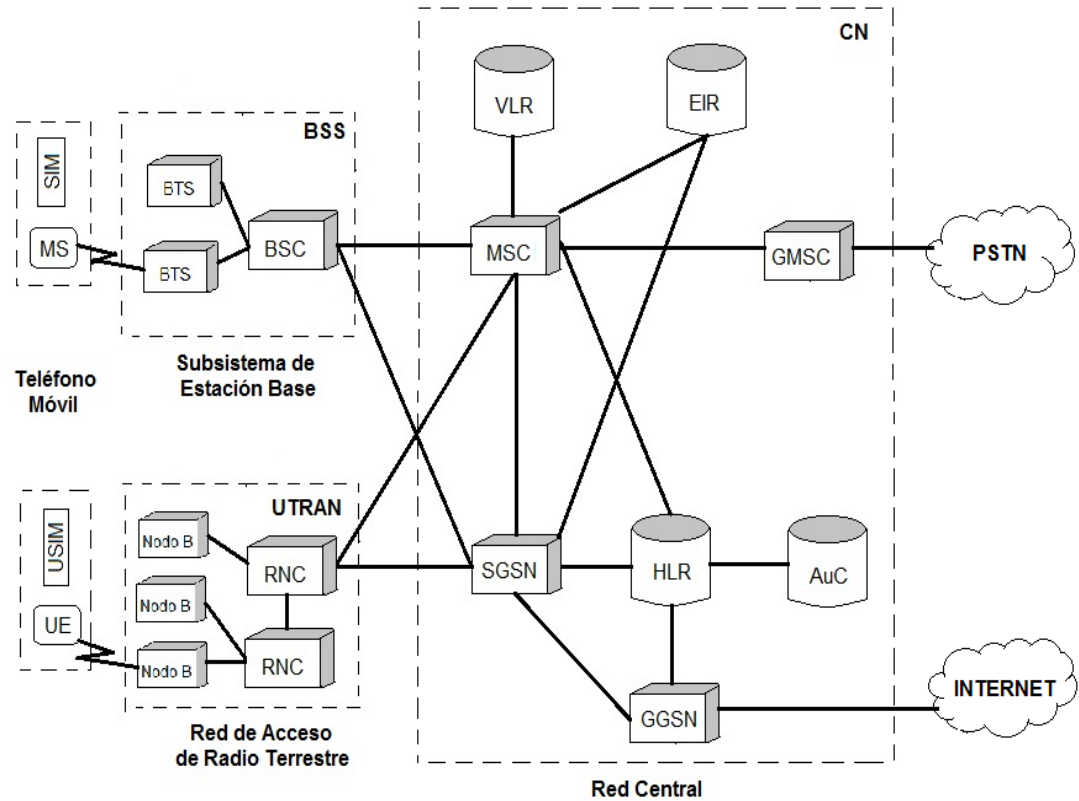 CN
VLR
EIR
BSS
SIM
BTS
MS
BTS
BSC
MSC
GMSC
PSTN
Subsistema de
Estación Base
Teléfono
Móvil
UTRAN
USIM
Nodo B
RNC
SGSN
HLR
AuC
Nodo B
UE
Nodo B
RNC
GGSN
INTERNET
Red de Acceso
de Radio Terrestre
Red Central